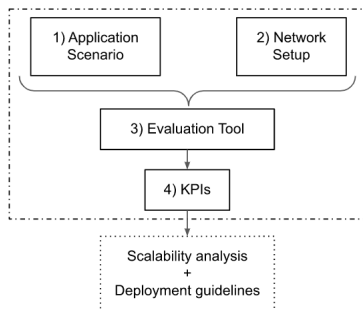 1) Application
Scenario
2) Network
Setup
3) Evaluation Tool
4) KPIs
Scalability analysis
+
Deployment guidelines